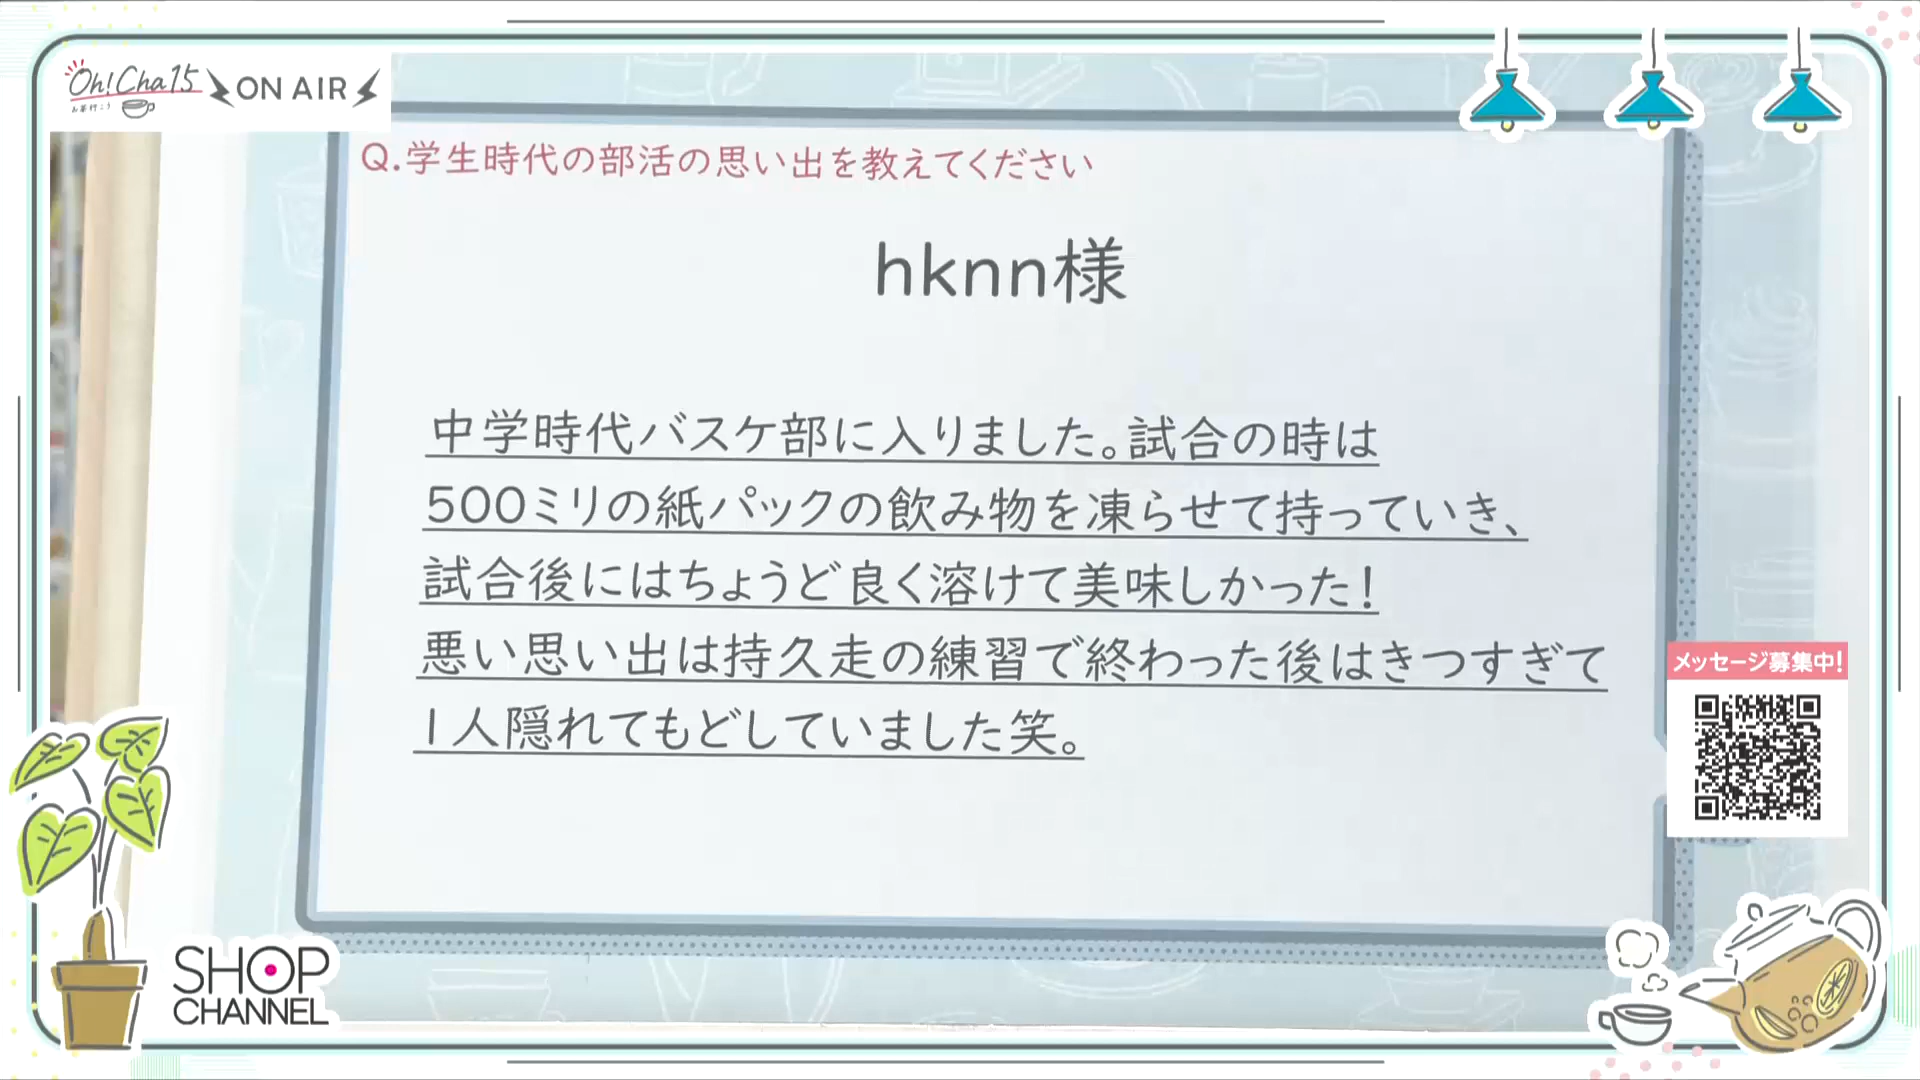 Oh!Cha15
お茶行こう
ON AIR
Q.学生時代の部活の思い出を教えてください
hknn様
中学時代バスケ部に入りました。試合の時は
500ミリの紙パックの飲み物を凍らせて持っていき、
試合後にはちょうど良く溶けて美味しかった！
悪い思い出は持久走の練習で終わった後はきつすぎて
1人隠れてもどしていました笑。
メッセージ募集中！
SHOP
CHANNEL